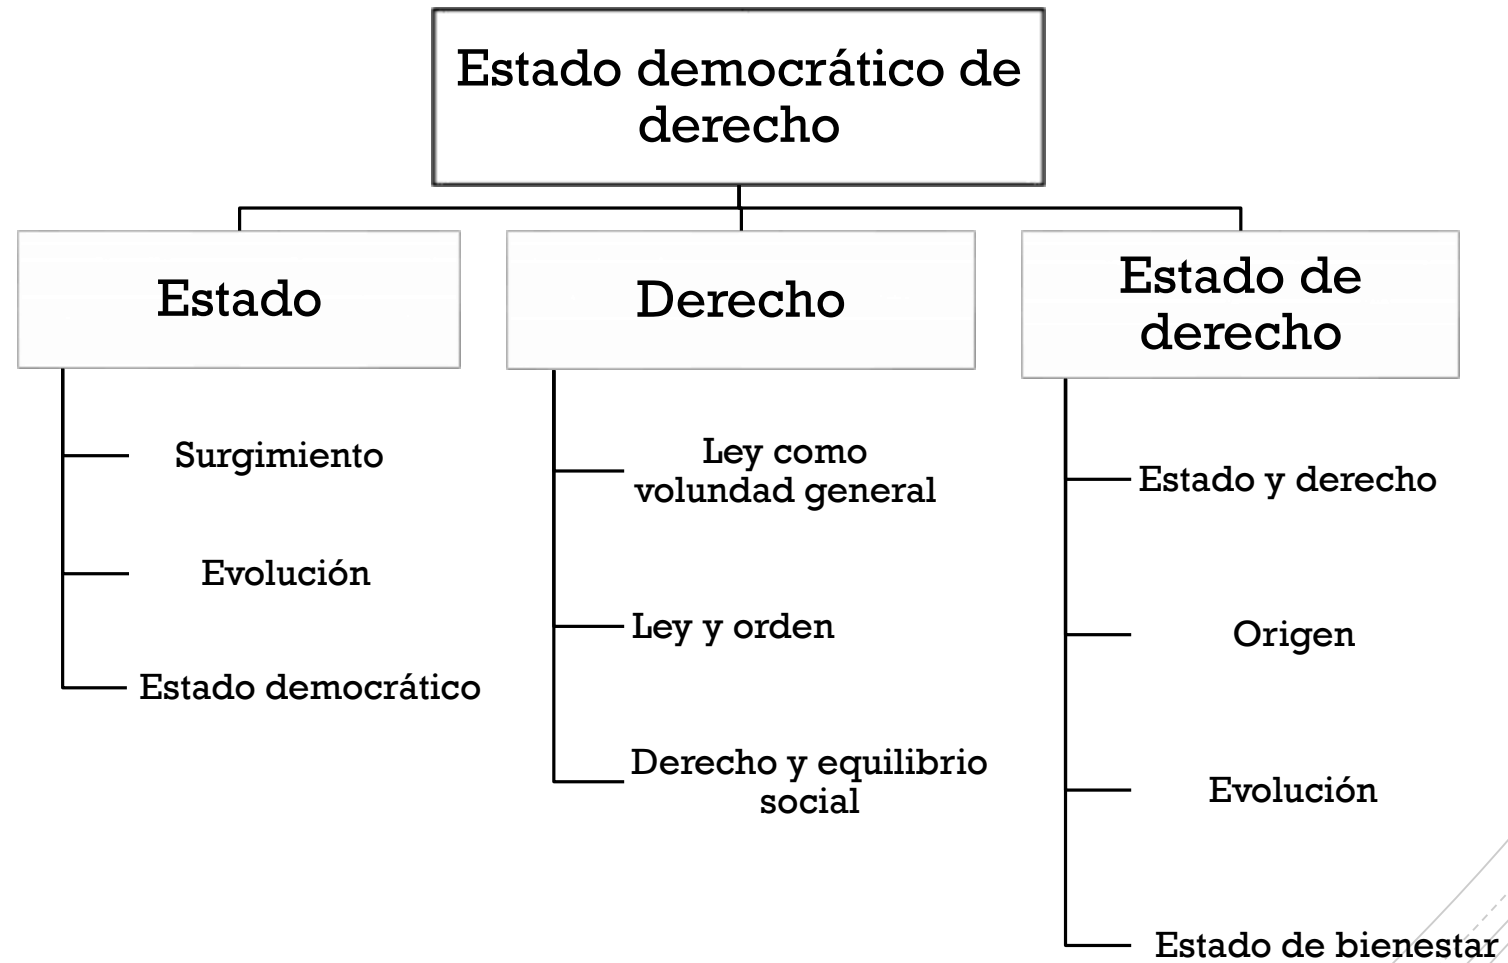 Estado democrático de
derecho
Estado
Surgimiento
Evolución
Estado democrático
Derecho
Ley como
volundad general
Ley y orden
Derecho y equilibrio
social
Estado de
derecho
Estado y derecho
Origen
Evolución
Estado de bienestar